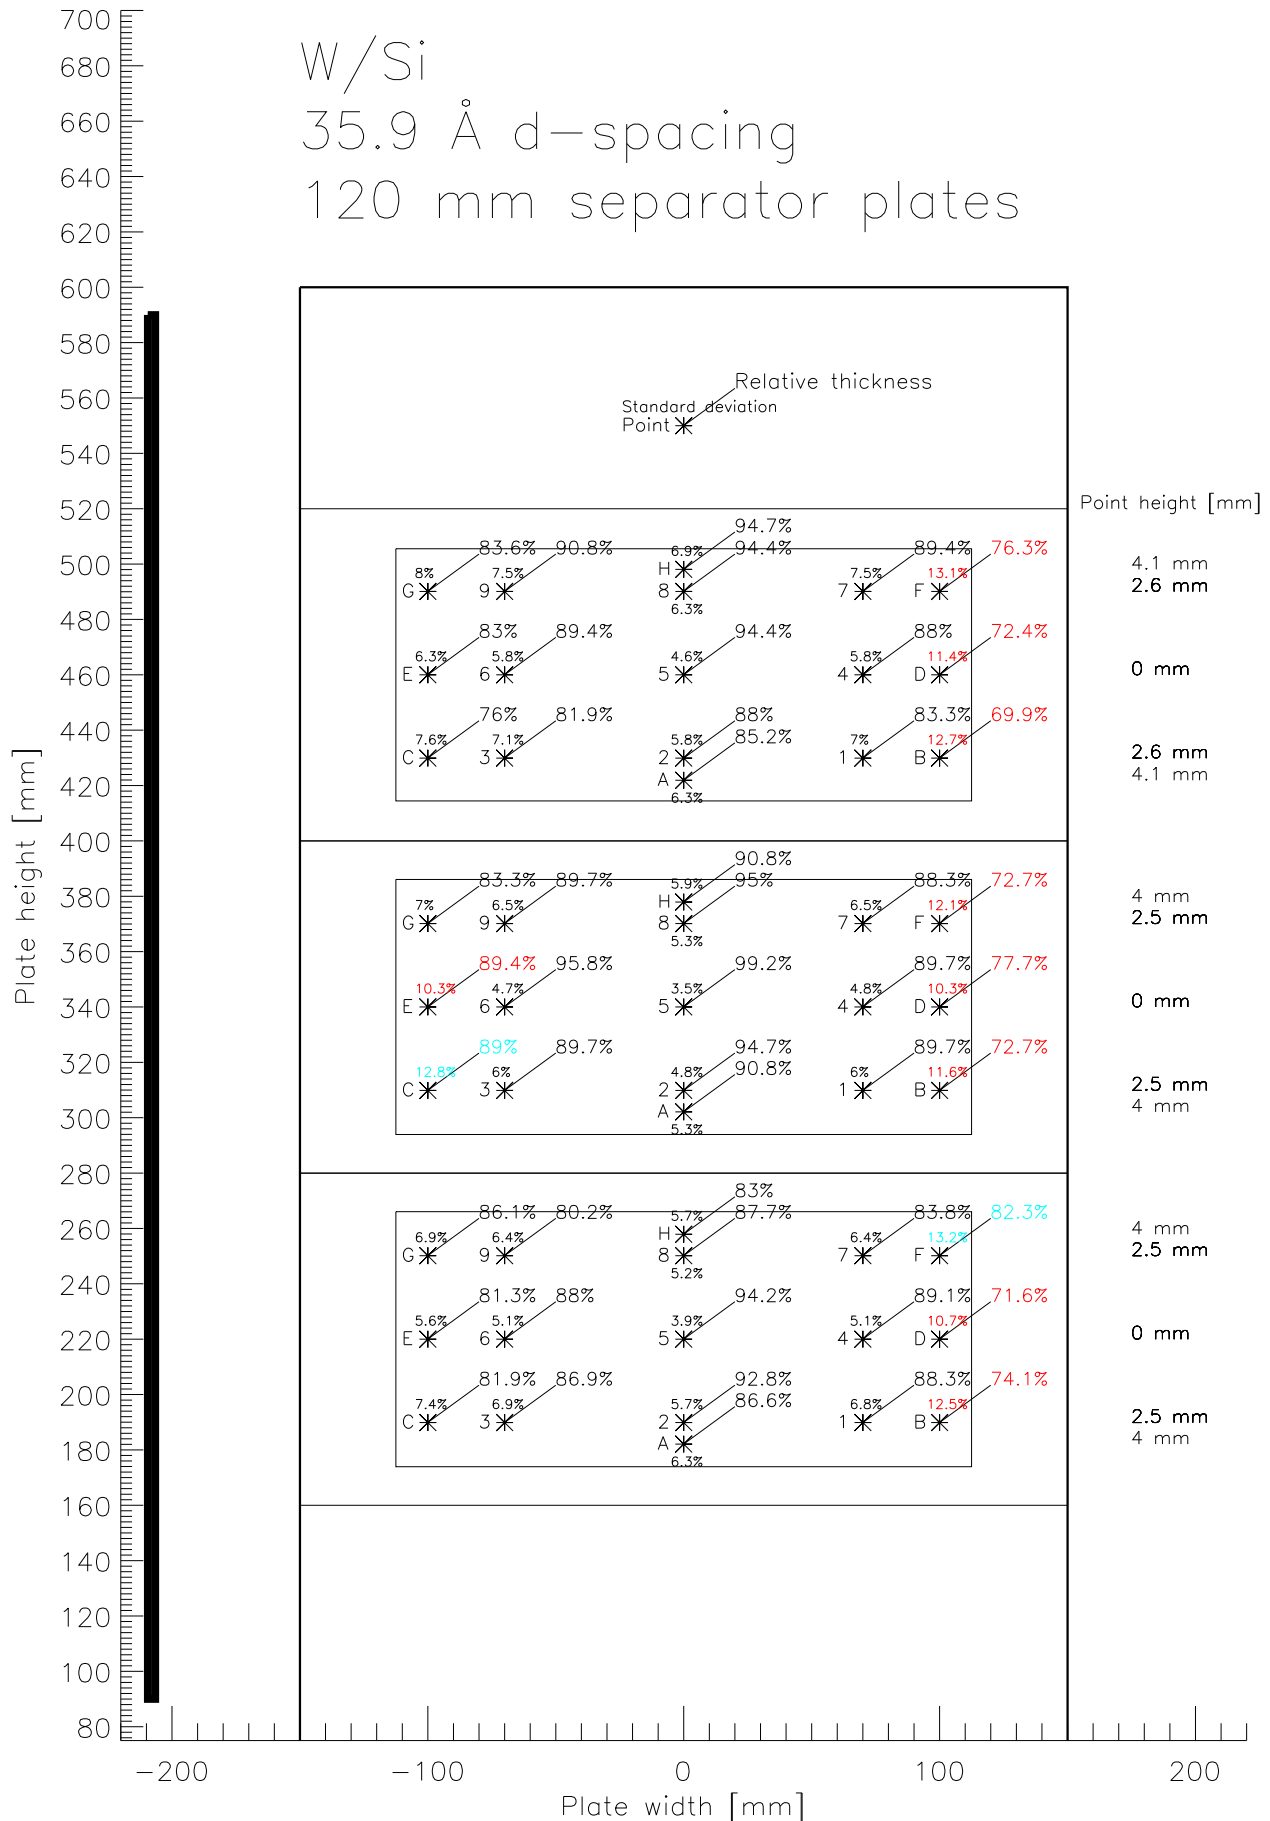 W/Si
35.9 Å d-spacing
120 mm separator plates
700
680
660
640
620
600
580
560
540
520
500
480
460
440
420
400
380
360
340
320
300
280
260
240
220
200
180
160
140
120
100
80
Plate height [mm]
Relative thickness
Standard deviation
Point
Point height [mm]
94.7%
83.6% 90.8% 6.9% 94.4% 89.4% 76.3%
8% 7.5% H 7.5% 13.1% 4.1 mm
G 9 8 7 F 2.6 mm
6.3%
83% 89.4% 94.4% 88% 72.4%
6.3% 5.8% 4.6% 5.8% 11.4%
E 6 5 4 D 0 mm
76% 81.9% 88% 83.3% 69.9%
7.6% 7.1% 5.8% 85.2% 7% 12.7%
C 3 2 1 B 2.6 mm
A 4.1 mm
6.3%
90.8%
83.3% 89.7% 5.9% 95% 88.3% 72.7%
7% 6.5% H 6.5% 12.1% 4 mm
G 9 8 7 F 2.5 mm
5.3%
89.4% 95.8% 99.2% 89.7% 77.7%
10.3% 4.7% 3.5% 4.8% 10.3%
E 6 5 4 D 0 mm
89% 89.7% 94.7% 89.7% 72.7%
12.8% 6% 4.8% 90.8% 6% 11.6%
C 3 2 1 B 2.5 mm
A 4 mm
5.3%
83%
86.1% 80.2% 5.7% 87.7% 83.8% 82.3%
6.9% 6.4% H 6.4% 13.2% 4 mm
G 9 8 7 F 2.5 mm
5.2%
81.3% 88% 94.2% 89.1% 71.6%
5.6% 5.1% 3.9% 5.1% 10.7%
E 6 5 4 D 0 mm
81.9% 86.9% 92.8% 88.3% 74.1%
7.4% 6.9% 5.7% 86.6% 6.8% 12.5%
C 3 2 1 B 2.5 mm
A 4 mm
6.3%
-200 -100 0 100 200
Plate width [mm]